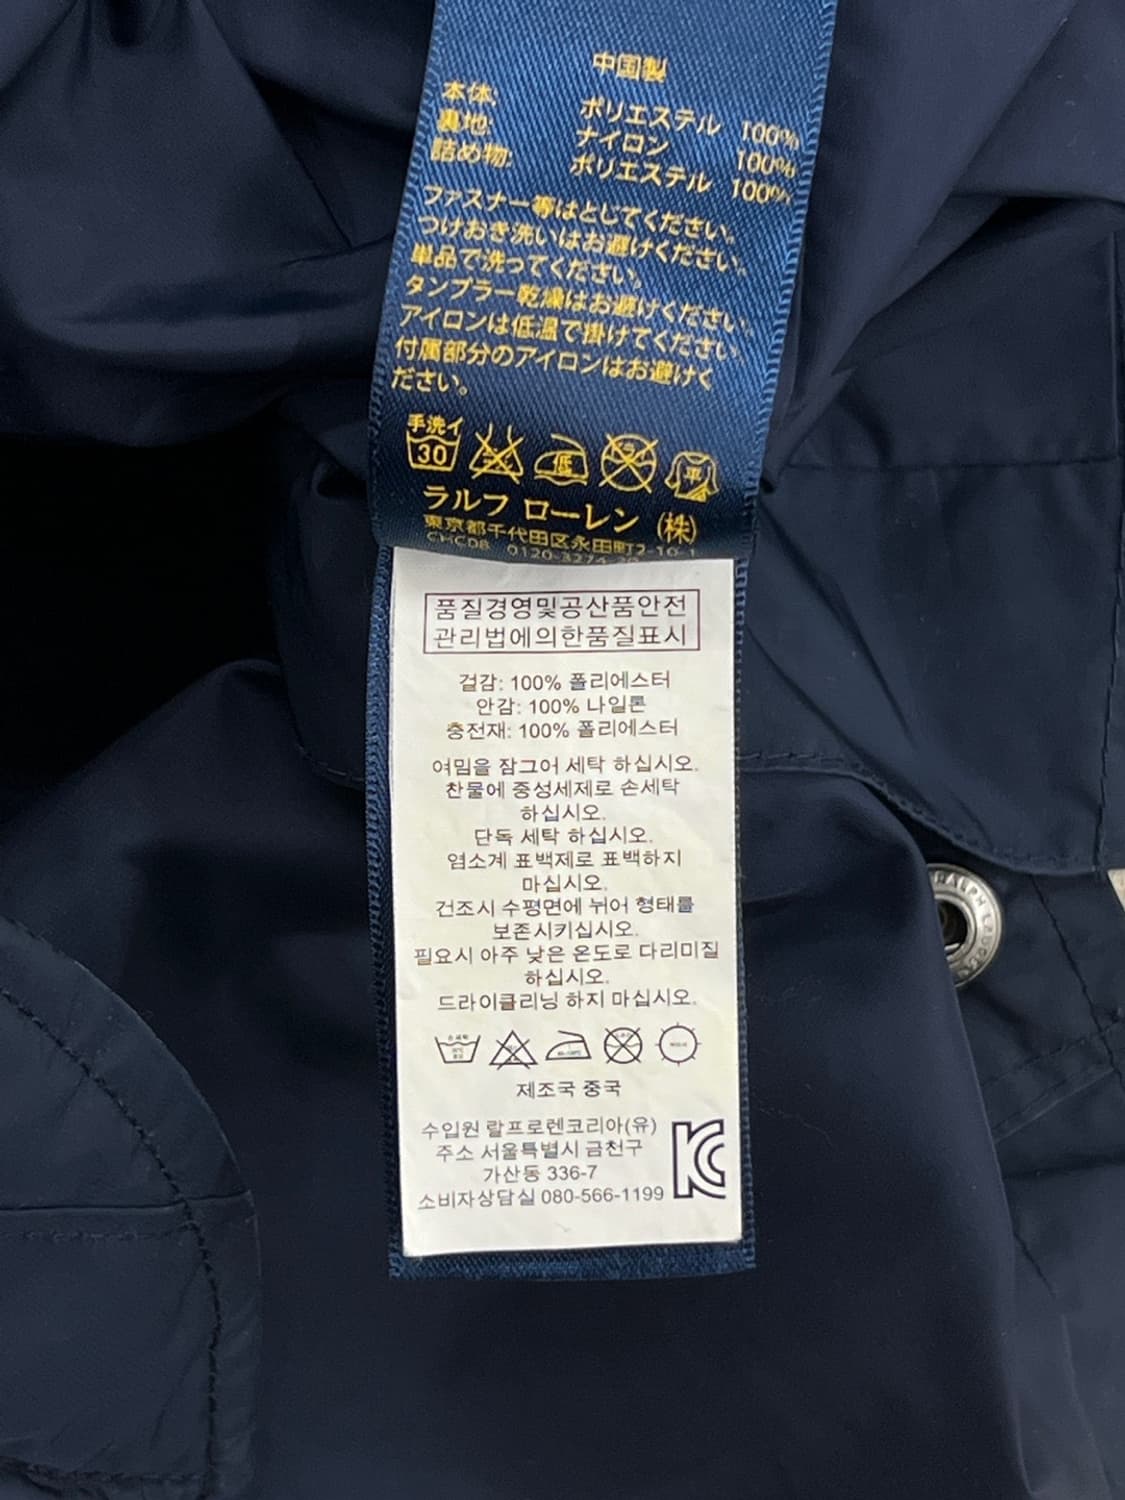 中国製
本体: ポリエステル 100%
裏地: ナイロン 100%
詰め物: ポリエステル 100%
ファスナー等はとじてください。
つけおき洗いはお避けください。
単品で洗ってください。
タンブラー乾燥はお避けください。
アイロンは低温で掛けてください。
付属部分のアイロンはお避けく
ださい。
手洗イ
30
低
平
ラルフ ローレン (株)
東京都千代田区永田町2-10-1
CHCDB 0120-3274-20
품질경영및공산품안전
관리법에의한품질표시
겉감: 100% 폴리에스터
안감: 100% 나일론
충전재: 100% 폴리에스터
여밈을 잠그어 세탁 하십시오.
찬물에 중성세제로 손세탁
하십시오.
단독 세탁 하십시오.
염소계 표백제로 표백하지
마십시오.
건조시 수평면에 뉘어 형태를
보존시키십시오.
필요시 아주 낮은 온도로 다리미질
하십시오.
드라이클리닝 하지 마십시오.
제조국 중국
수입원 랄프로렌코리아(유)
주소 서울특별시 금천구
가산동 336-7
소비자상담실 080-566-1199
KC
RALPH LAUREN